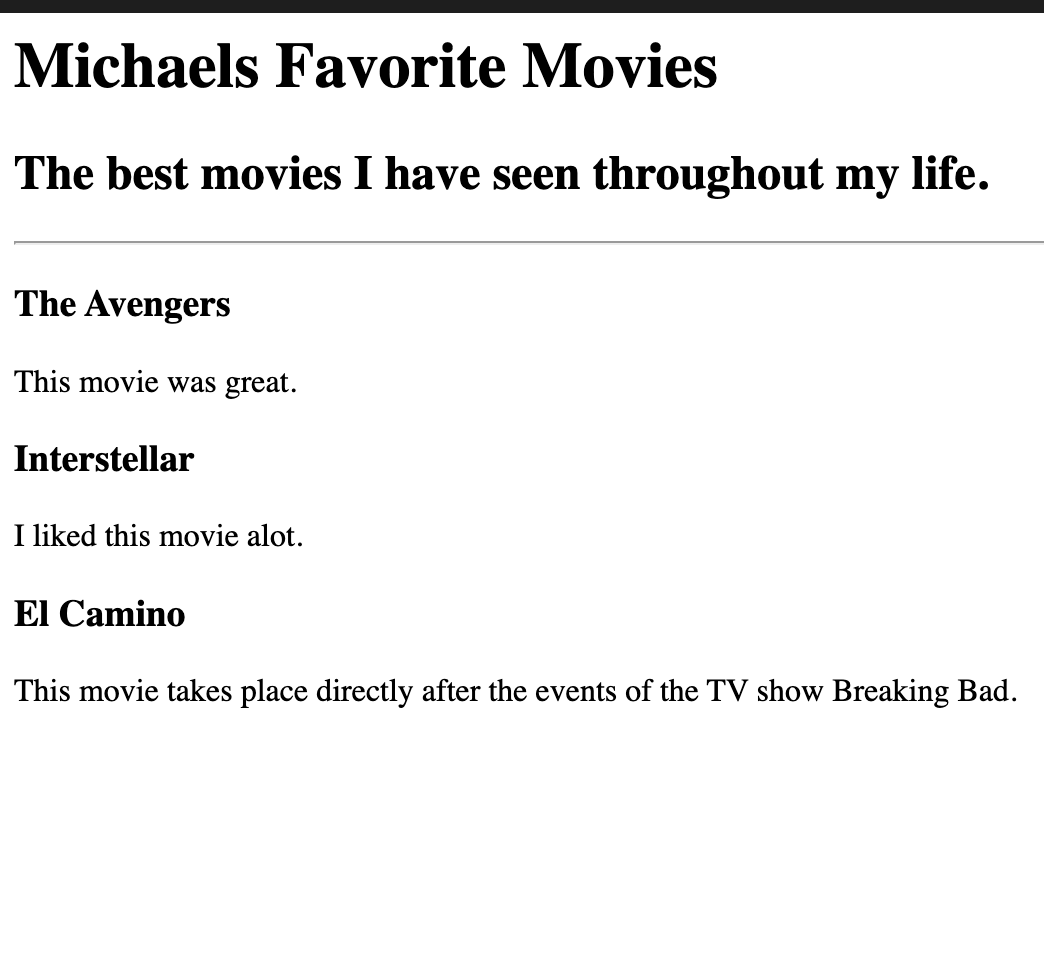 Michaels Favorite Movies
The best movies I have seen throughout my life.
The Avengers
This movie was great.
Interstellar
I liked this movie alot.
El Camino
This movie takes place directly after the events of the TV show Breaking Bad.